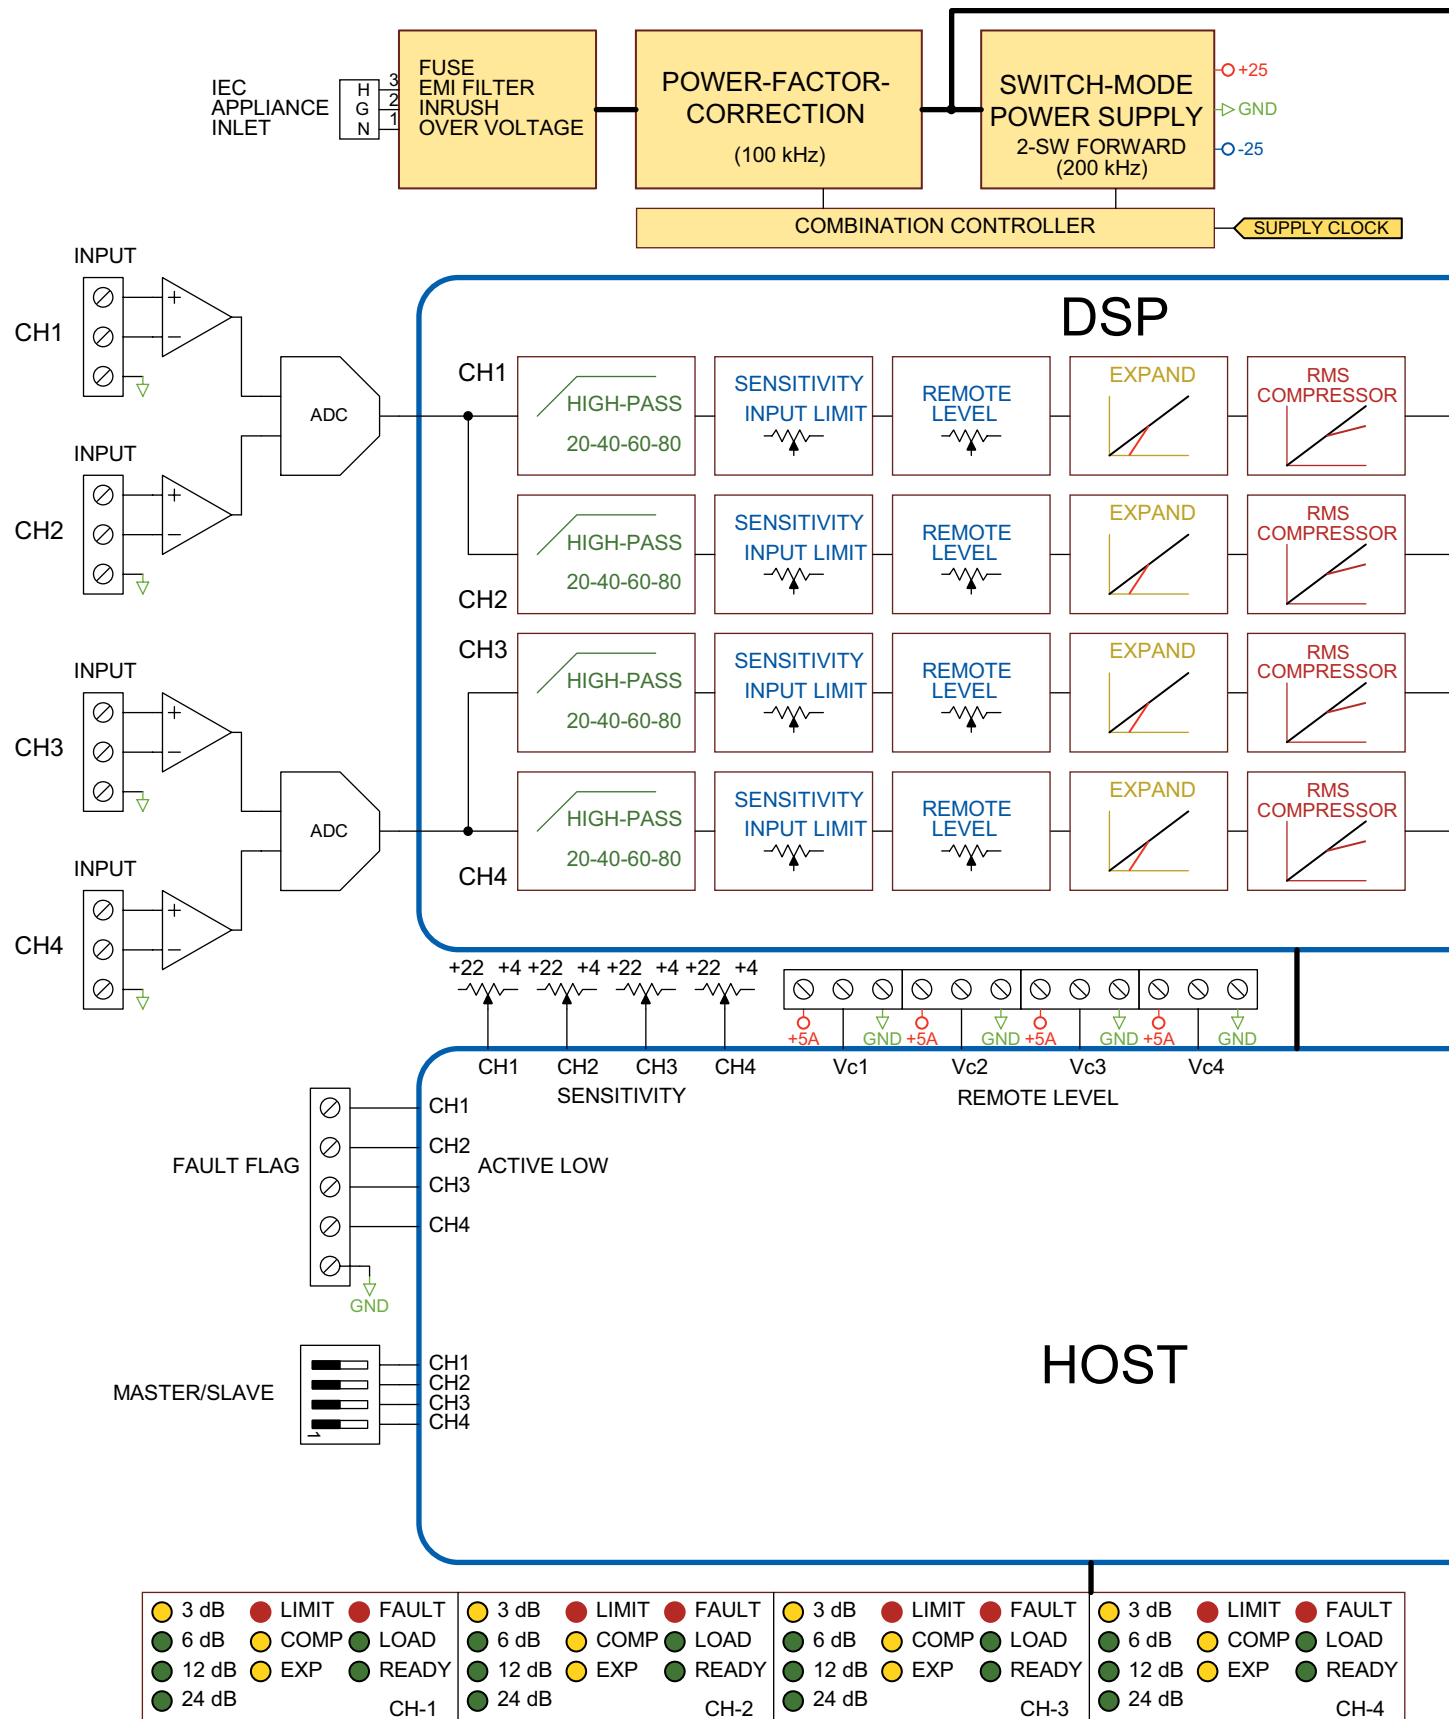 IEC
APPLIANCE
INLET
H
G
N
3
2
1
FUSE
EMI FILTER
INRUSH
OVER VOLTAGE
POWER-FACTOR-
CORRECTION
(100 kHz)
SWITCH-MODE
POWER SUPPLY
2-SW FORWARD
(200 kHz)
+25
GND
-25
COMBINATION CONTROLLER
SUPPLY CLOCK
INPUT
CH1
+
−
INPUT
CH2
+
−
ADC
INPUT
CH3
+
−
INPUT
CH4
+
−
ADC
DSP
CH1
HIGH-PASS
20-40-60-80
SENSITIVITY
INPUT LIMIT
REMOTE
LEVEL
EXPAND
RMS
COMPRESSOR
CH2
HIGH-PASS
20-40-60-80
SENSITIVITY
INPUT LIMIT
REMOTE
LEVEL
EXPAND
RMS
COMPRESSOR
CH3
HIGH-PASS
20-40-60-80
SENSITIVITY
INPUT LIMIT
REMOTE
LEVEL
EXPAND
RMS
COMPRESSOR
CH4
HIGH-PASS
20-40-60-80
SENSITIVITY
INPUT LIMIT
REMOTE
LEVEL
EXPAND
RMS
COMPRESSOR
+22 +4 +22 +4 +22 +4 +22 +4
+5A GND +5A GND +5A GND +5A GND
CH1 CH2 CH3 CH4
SENSITIVITY
Vc1 Vc2 Vc3 Vc4
REMOTE LEVEL
FAULT FLAG
CH1
CH2
CH3
CH4
ACTIVE LOW
GND
MASTER/SLAVE
1
CH1
CH2
CH3
CH4
HOST
3 dB LIMIT FAULT
6 dB COMP LOAD
12 dB EXP READY
24 dB
CH-1
3 dB LIMIT FAULT
6 dB COMP LOAD
12 dB EXP READY
24 dB
CH-2
3 dB LIMIT FAULT
6 dB COMP LOAD
12 dB EXP READY
24 dB
CH-3
3 dB LIMIT FAULT
6 dB COMP LOAD
12 dB EXP READY
24 dB
CH-4